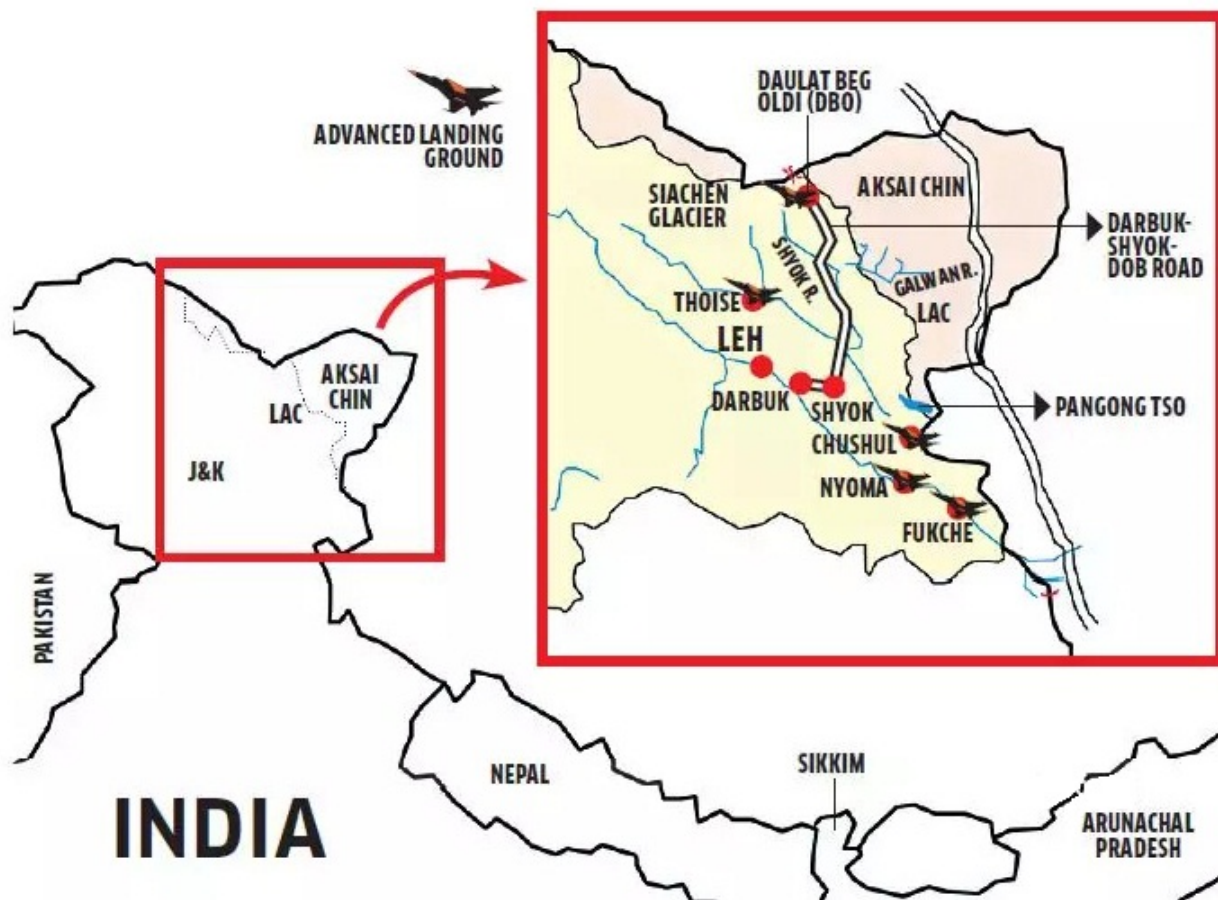 ADVANCED LANDING
GROUND
AKSAI
CHIN
LAC
J&K
PAKISTAN
INDIA
NEPAL
SIKKIM
ARUNACHAL
PRADESH
DAULAT BEG
OLDI (DBO)
SIACHEN
GLACIER
AKSAI CHIN
SHYOK R.
DARBUK-
SHYOK-
DOB ROAD
GALWAN R.
LAC
THOISE
LEH
DARBUK
SHYOK
PANGONG TSO
CHUSHUL
NYOMA
FUKCHE